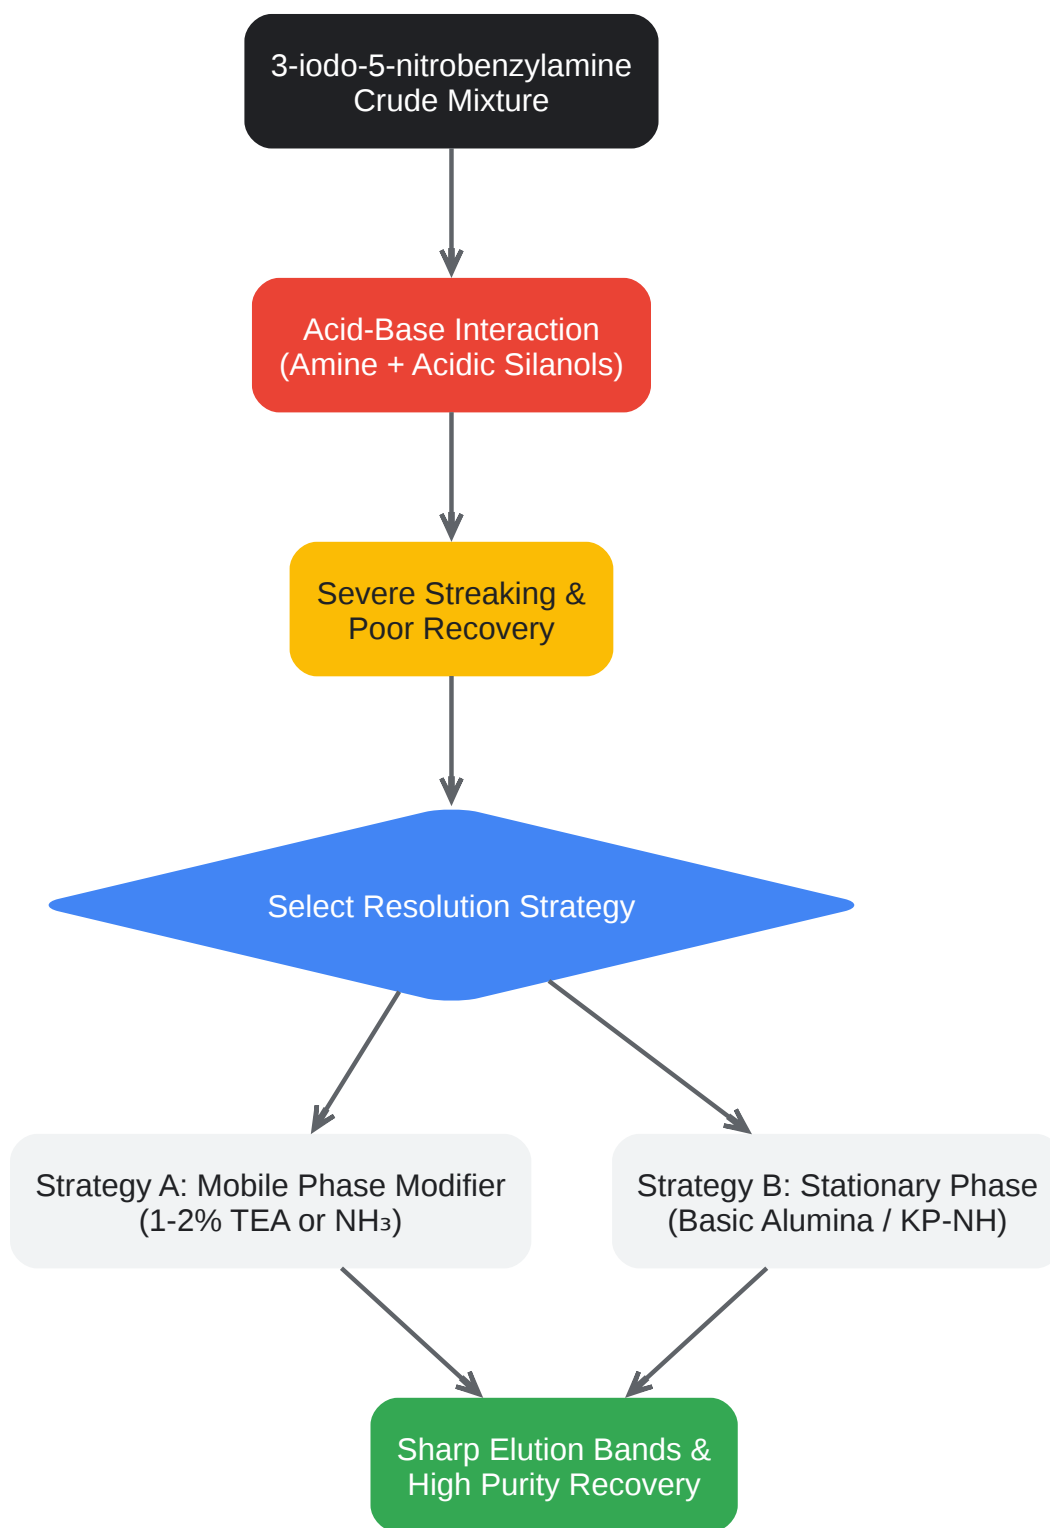 3-iodo-5-nitrobenzylamine
Crude Mixture
Acid-Base Interaction
(Amine + Acidic Silanols)
Severe Streaking &
Poor Recovery
Select Resolution Strategy
Strategy A: Mobile Phase Modifier
(1-2% TEA or NH₃)
Strategy B: Stationary Phase
(Basic Alumina / KP-NH)
Sharp Elution Bands &
High Purity Recovery